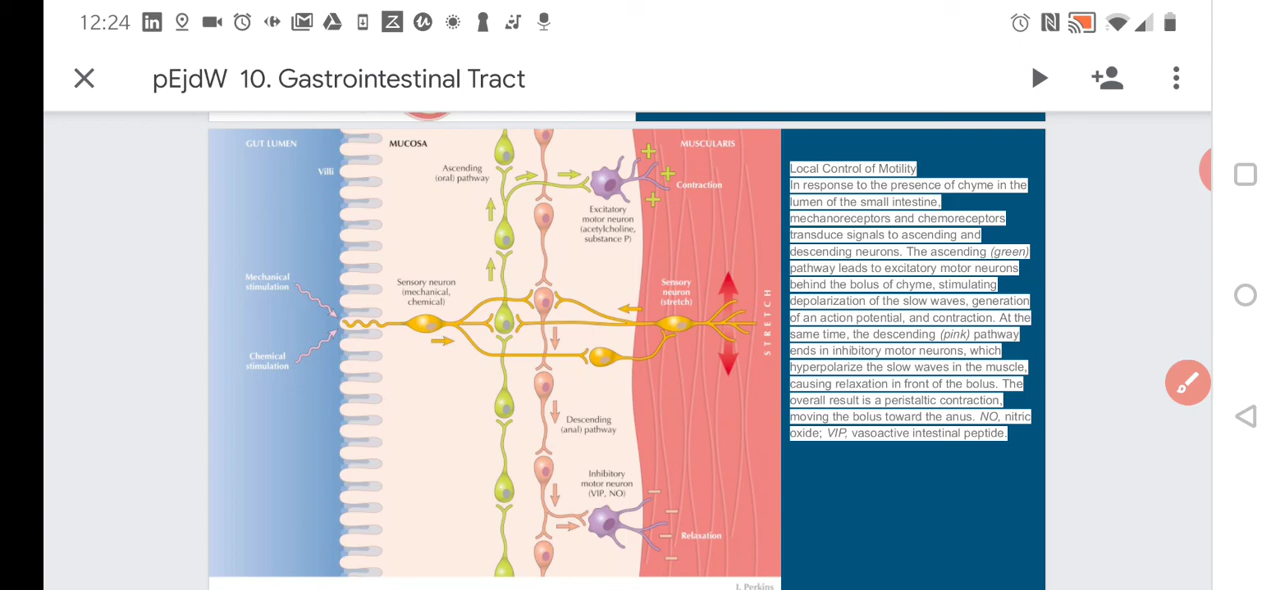 12:24
pEjdW 10. Gastrointestinal Tract
GUT LUMEN
MUCOSA
MUSCULARIS
Villi
Ascending
(oral) pathway
Contraction
Excitatory
motor neuron
(acetylcholine,
substance P)
Mechanical
stimulation
Sensory neuron
(mechanical,
chemical)
Sensory
neuron
(stretch)
STRETCH
Chemical
stimulation
Descending
(anal) pathway
Inhibitory
motor neuron
(VIP, NO)
Relaxation
J. Perkins
Local Control of Motility
In response to the presence of chyme in the
lumen of the small intestine,
mechanoreceptors and chemoreceptors
transduce signals to ascending and
descending neurons. The ascending (green)
pathway leads to excitatory motor neurons
behind the bolus of chyme, stimulating
depolarization of the slow waves, generation
of an action potential, and contraction. At the
same time, the descending (pink) pathway
ends in inhibitory motor neurons, which
hyperpolarize the slow waves in the muscle,
causing relaxation in front of the bolus. The
overall result is a peristaltic contraction,
moving the bolus toward the anus. NO, nitric
oxide; VIP, vasoactive intestinal peptide.